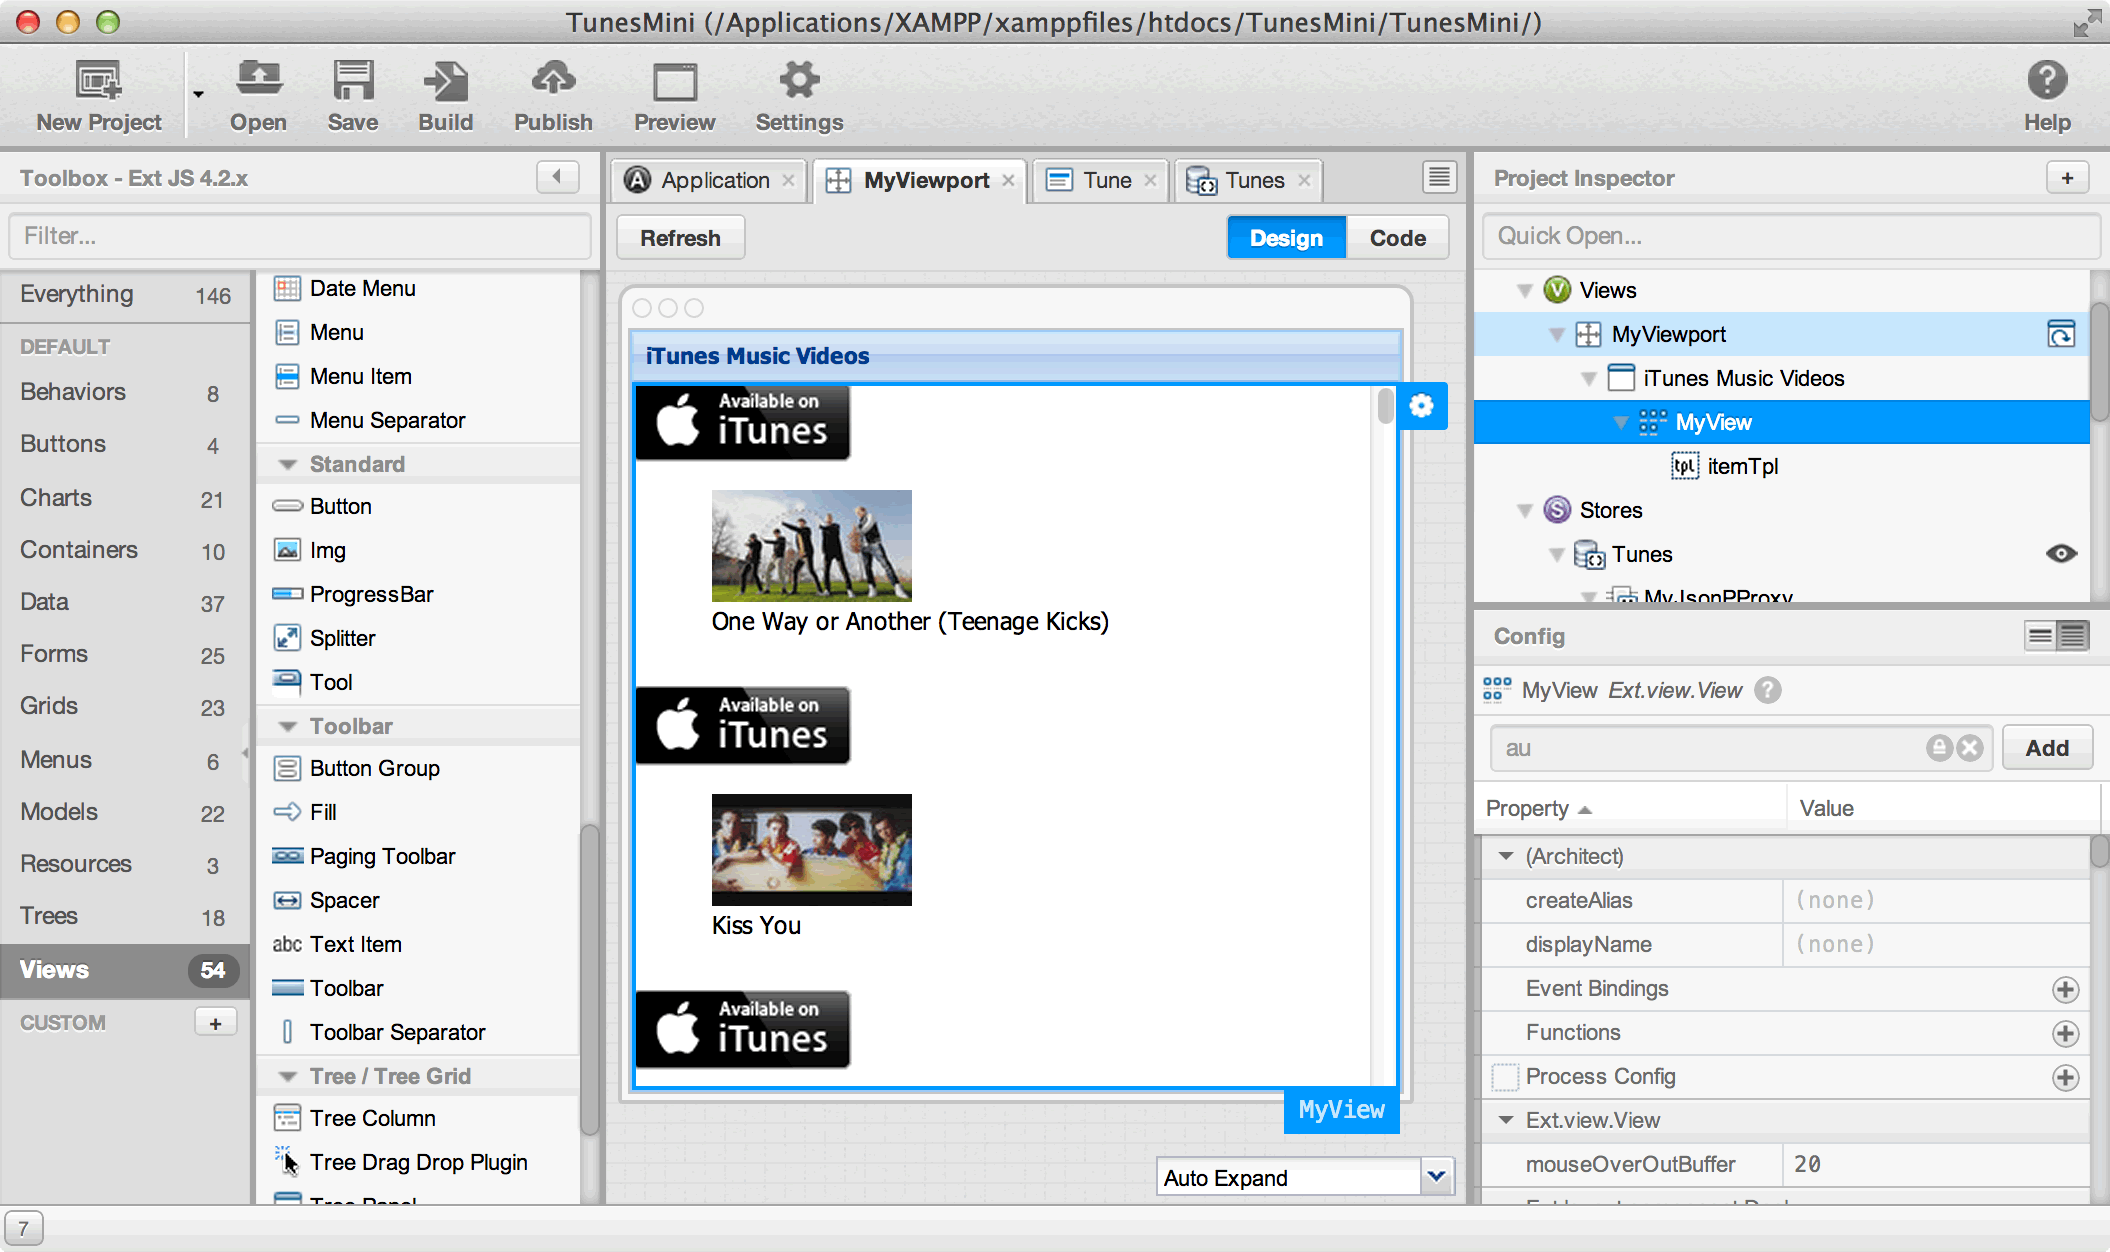 TunesMini (/Applications/XAMPP/xamppfiles/htdocs/TunesMini/TunesMini/)
New Project
Open
Save
Build
Publish
Preview
Settings
Help
Toolbox - Ext JS 4.2.x
Filter...
Everything 146
DEFAULT
Behaviors 8
Buttons 4
Charts 21
Containers 10
Data 37
Forms 25
Grids 23
Menus 6
Models 22
Resources 3
Trees 18
Views 54
CUSTOM +
Date Menu
Menu
Menu Item
Menu Separator
Standard
Button
Img
ProgressBar
Splitter
Tool
Toolbar
Button Group
Fill
Paging Toolbar
Spacer
abc Text Item
Toolbar
Toolbar Separator
Tree / Tree Grid
Tree Column
Tree Drag Drop Plugin
Tree Panel
7
Application
MyViewport
Tune
Tunes
Refresh
Design
Code
iTunes Music Videos
Available on
iTunes
One Way or Another (Teenage Kicks)
Available on
iTunes
Kiss You
Available on
iTunes
MyView
Auto Expand
Project Inspector
+
Quick Open...
V Views
MyViewport
iTunes Music Videos
MyView
tpl itemTpl
S Stores
Tunes
MyJsonPProxy
Config
MyView Ext.view.View ?
au
Add
Property Value
(Architect)
createAlias (none)
displayName (none)
Event Bindings
Functions
Process Config
Ext.view.View
mouseOverOutBuffer 20